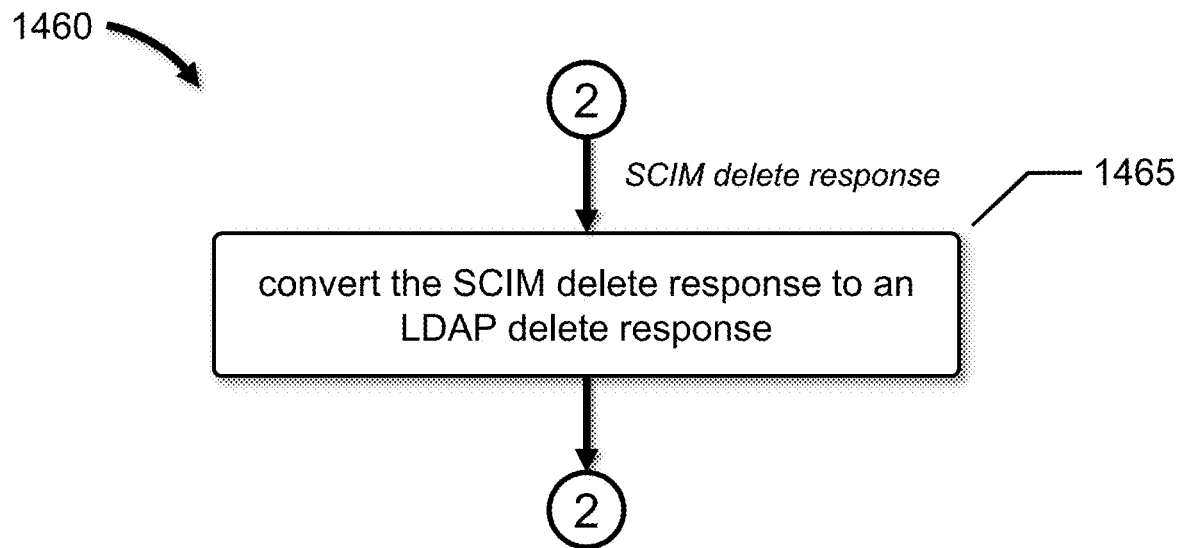 1460
2
SCIM delete response
1465
convert the SCIM delete response to an
LDAP delete response
2